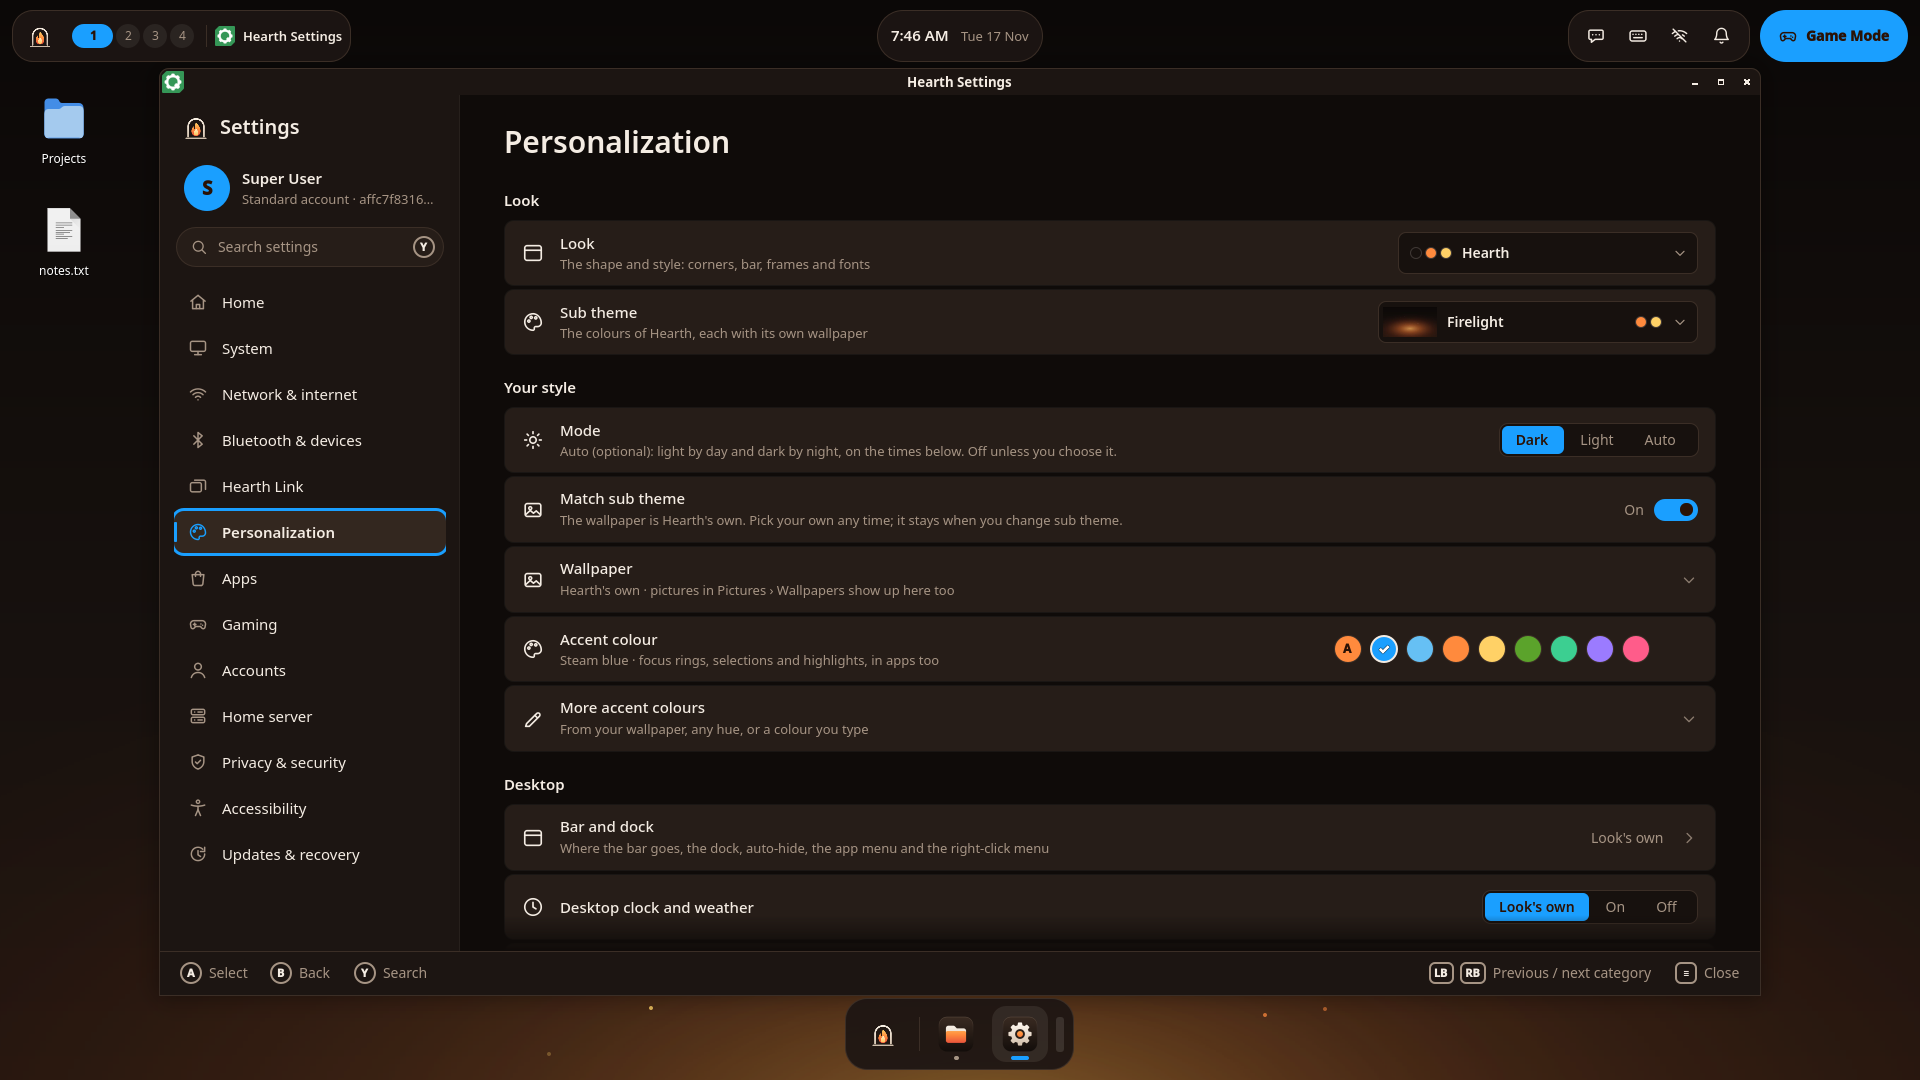 1 2 3 4 Hearth Settings
7:46 AM Tue 17 Nov
Game Mode
Projects
notes.txt
Hearth Settings
Settings
S
Super User
Standard account · affc7f8316...
Search settings Y
Home
System
Network & internet
Bluetooth & devices
Hearth Link
Personalization
Apps
Gaming
Accounts
Home server
Privacy & security
Accessibility
Updates & recovery
Personalization
Look
Look
The shape and style: corners, bar, frames and fonts
Hearth
Sub theme
The colours of Hearth, each with its own wallpaper
Firelight
Your style
Mode
Auto (optional): light by day and dark by night, on the times below. Off unless you choose it.
Dark Light Auto
Match sub theme
The wallpaper is Hearth's own. Pick your own any time; it stays when you change sub theme.
On
Wallpaper
Hearth's own · pictures in Pictures › Wallpapers show up here too
Accent colour
Steam blue · focus rings, selections and highlights, in apps too
A
More accent colours
From your wallpaper, any hue, or a colour you type
Desktop
Bar and dock
Where the bar goes, the dock, auto-hide, the app menu and the right-click menu
Look's own
Desktop clock and weather
Look's own On Off
A Select B Back Y Search
LB RB Previous / next category ≡ Close